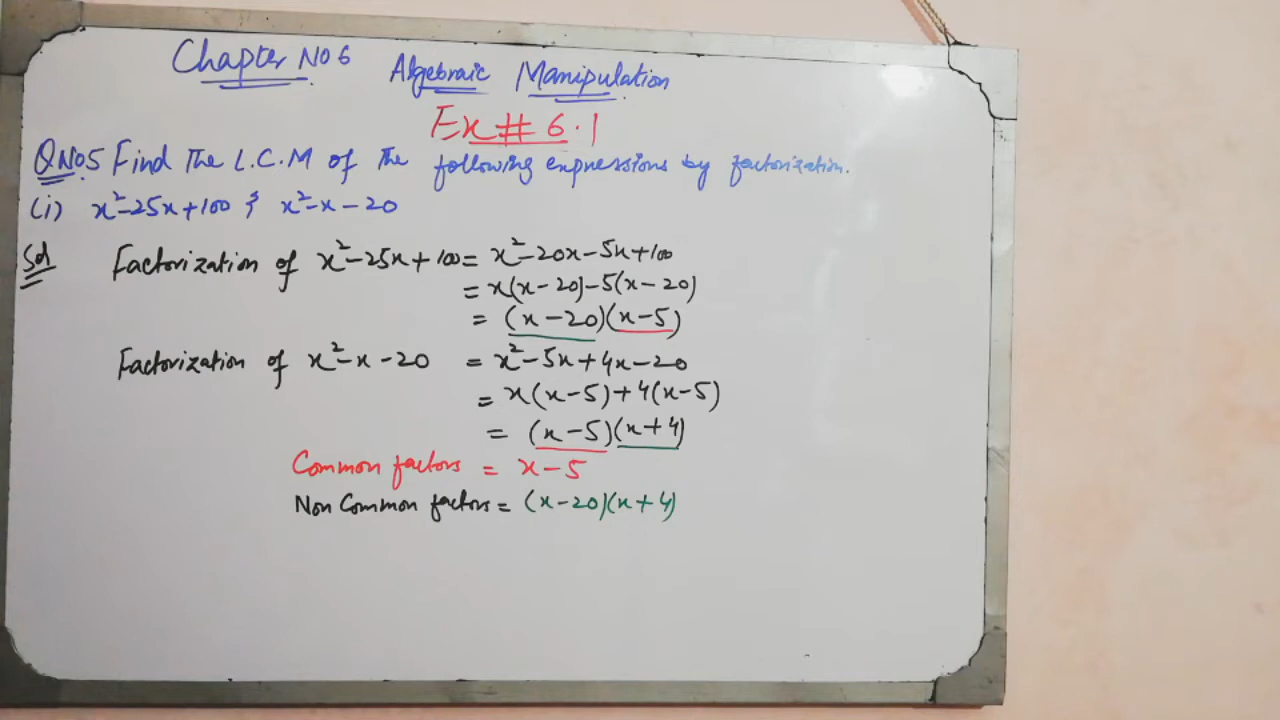 Chapter No 6 Algebraic Manipulation
Ex # 6.1
Q No 5 Find The L.C.M of The following expressions by factorization.
(i) x²-25x+100 & x²-x-20
Sol Factorization of x²-25x+100 = x²-20x-5x+100
= x(x-20)-5(x-20)
= (x-20)(x-5)
Factorization of x²-x-20 = x²-5x+4x-20
= x(x-5)+4(x-5)
= (x-5)(x+4)
Common factors = x-5
Non Common factors = (x-20)(x+4)